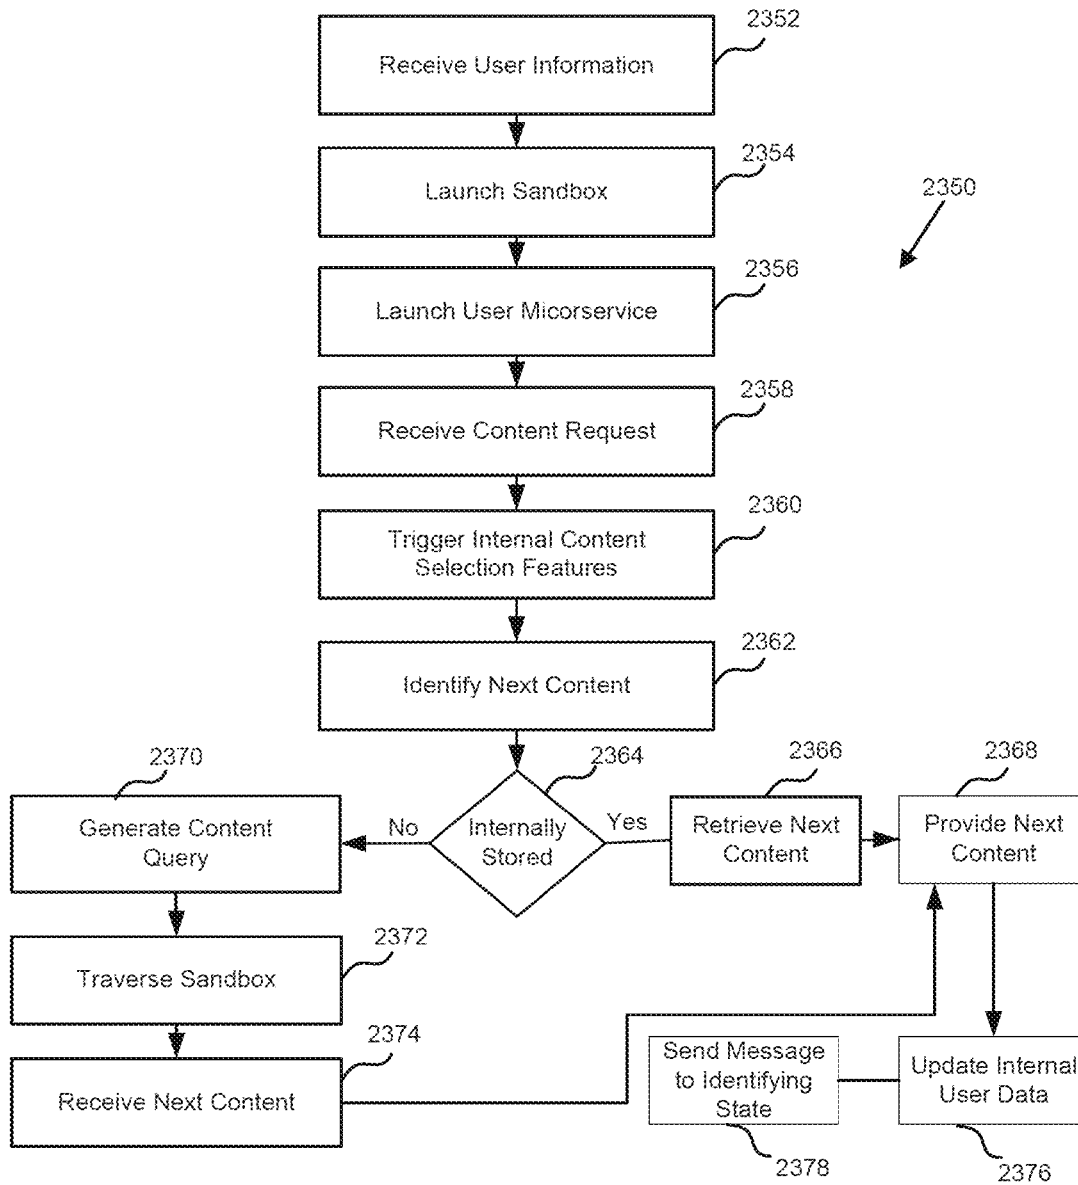 2352
Receive User Information
2354
Launch Sandbox
2350
2356
Launch User Micorservice
2358
Receive Content Request
2360
Trigger Internal Content
Selection Features
2362
Identify Next Content
2364
Internally
Stored
No
Yes
2370
Generate Content
Query
2366
Retrieve Next
Content
2368
Provide Next
Content
2372
Traverse Sandbox
2374
Receive Next Content
Send Message
to Identifying
State
2378
Update Internal
User Data
2376